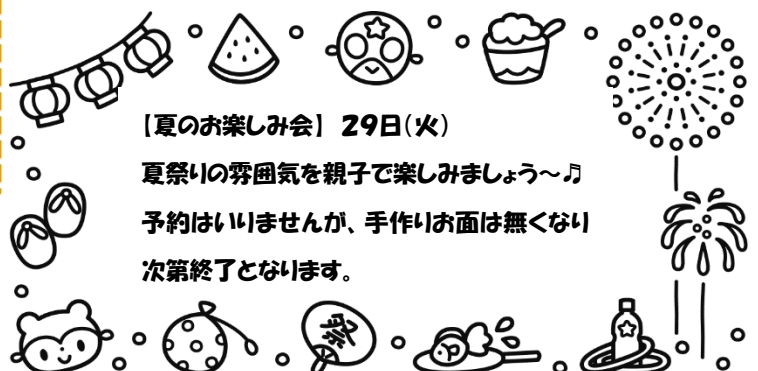 【夏のお楽しみ会】 29日(火)
夏祭りの雰囲気を親子で楽しみましょう～♫
予約はいりませんが、手作りお面は無くなり
次第終了となります。
祭